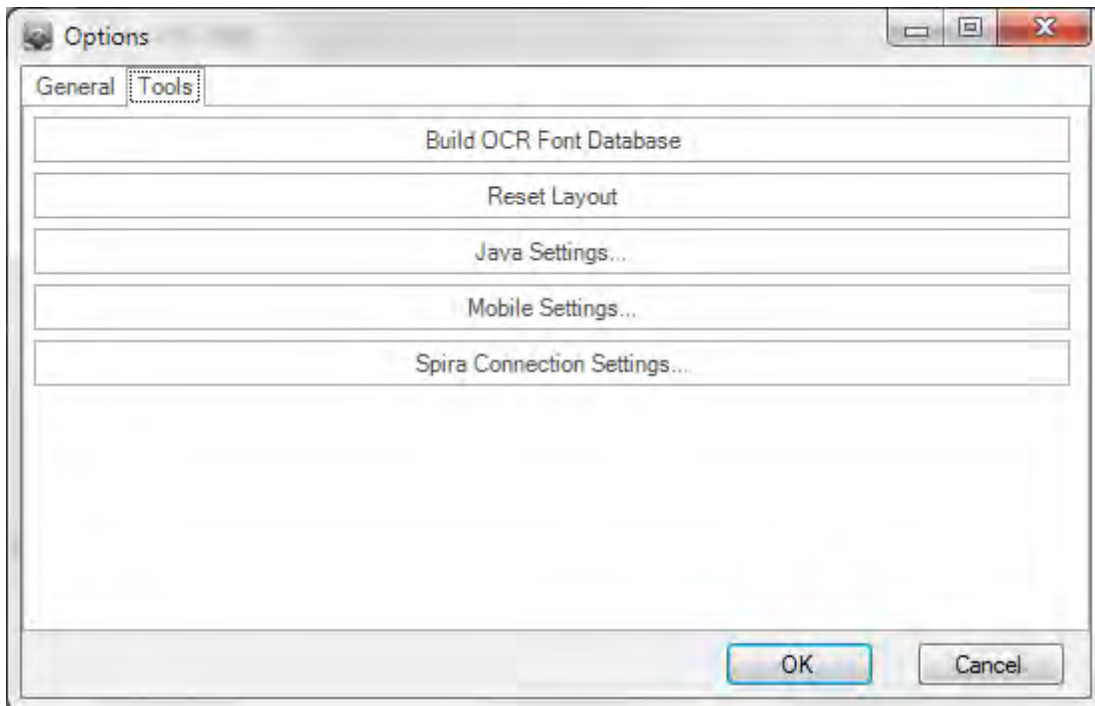 Options
General Tools
Build OCR Font Database
Reset Layout
Java Settings...
Mobile Settings...
Spira Connection Settings...
OK Cancel